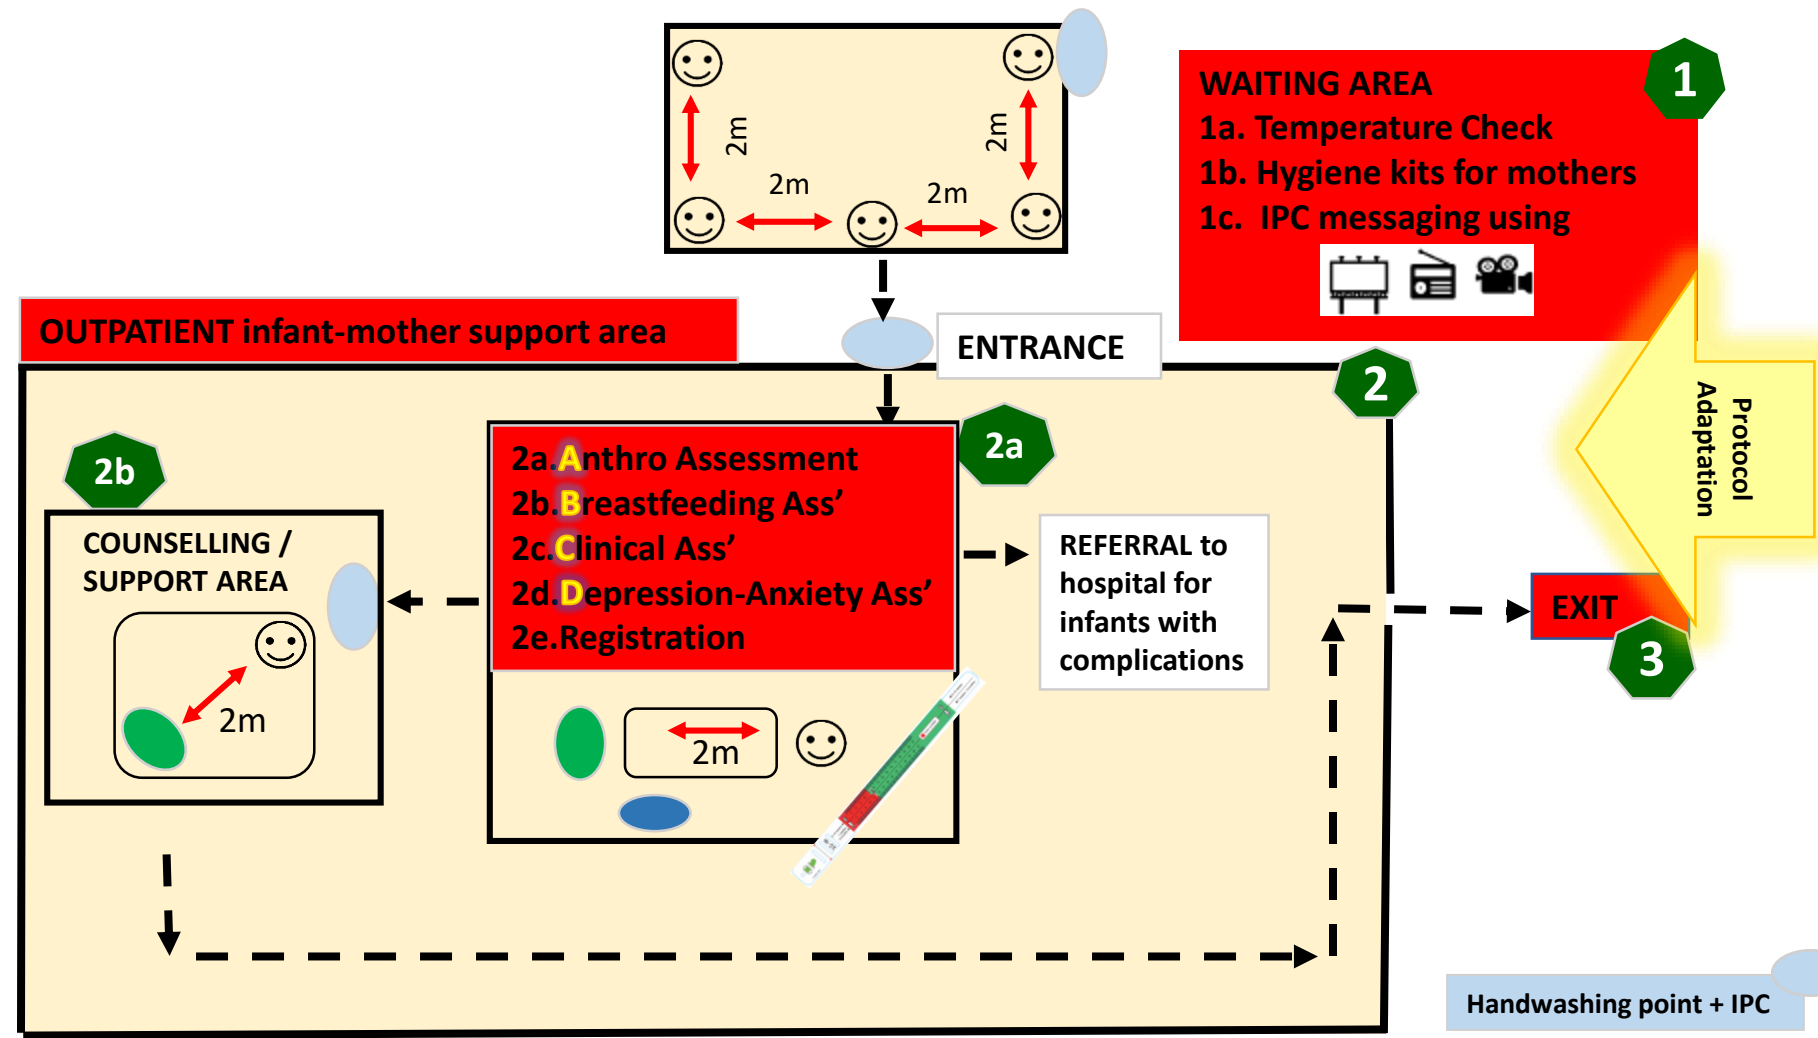 2m
2m
2m
2m
WAITING AREA
1a. Temperature Check
1b. Hygiene kits for mothers
1c. IPC messaging using
1
OUTPATIENT infant-mother support area
ENTRANCE
2
Protocol
Adaptation
2a
2a.Anthro Assessment
2b.Breastfeeding Ass’
2c.Clinical Ass’
2d.Depression-Anxiety Ass’
2e.Registration
2m
2b
COUNSELLING /
SUPPORT AREA
2m
REFERRAL to
hospital for
infants with
complications
EXIT
3
Handwashing point + IPC